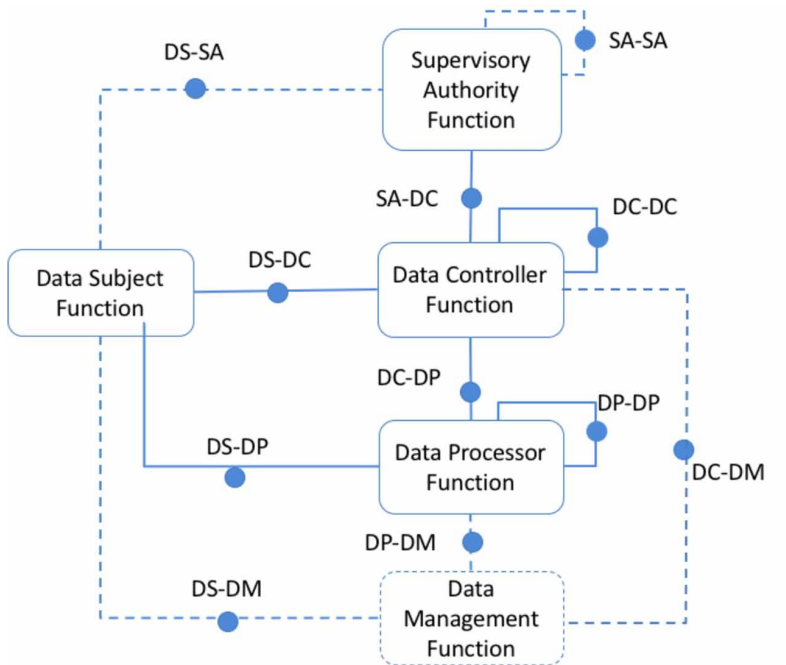 DS-SA
SA-SA
Supervisory
Authority
Function
SA-DC
DC-DC
DS-DC
Data Subject
Function
Data Controller
Function
DC-DP
DP-DP
DS-DP
Data Processor
Function
DC-DM
DP-DM
DS-DM
Data
Management
Function